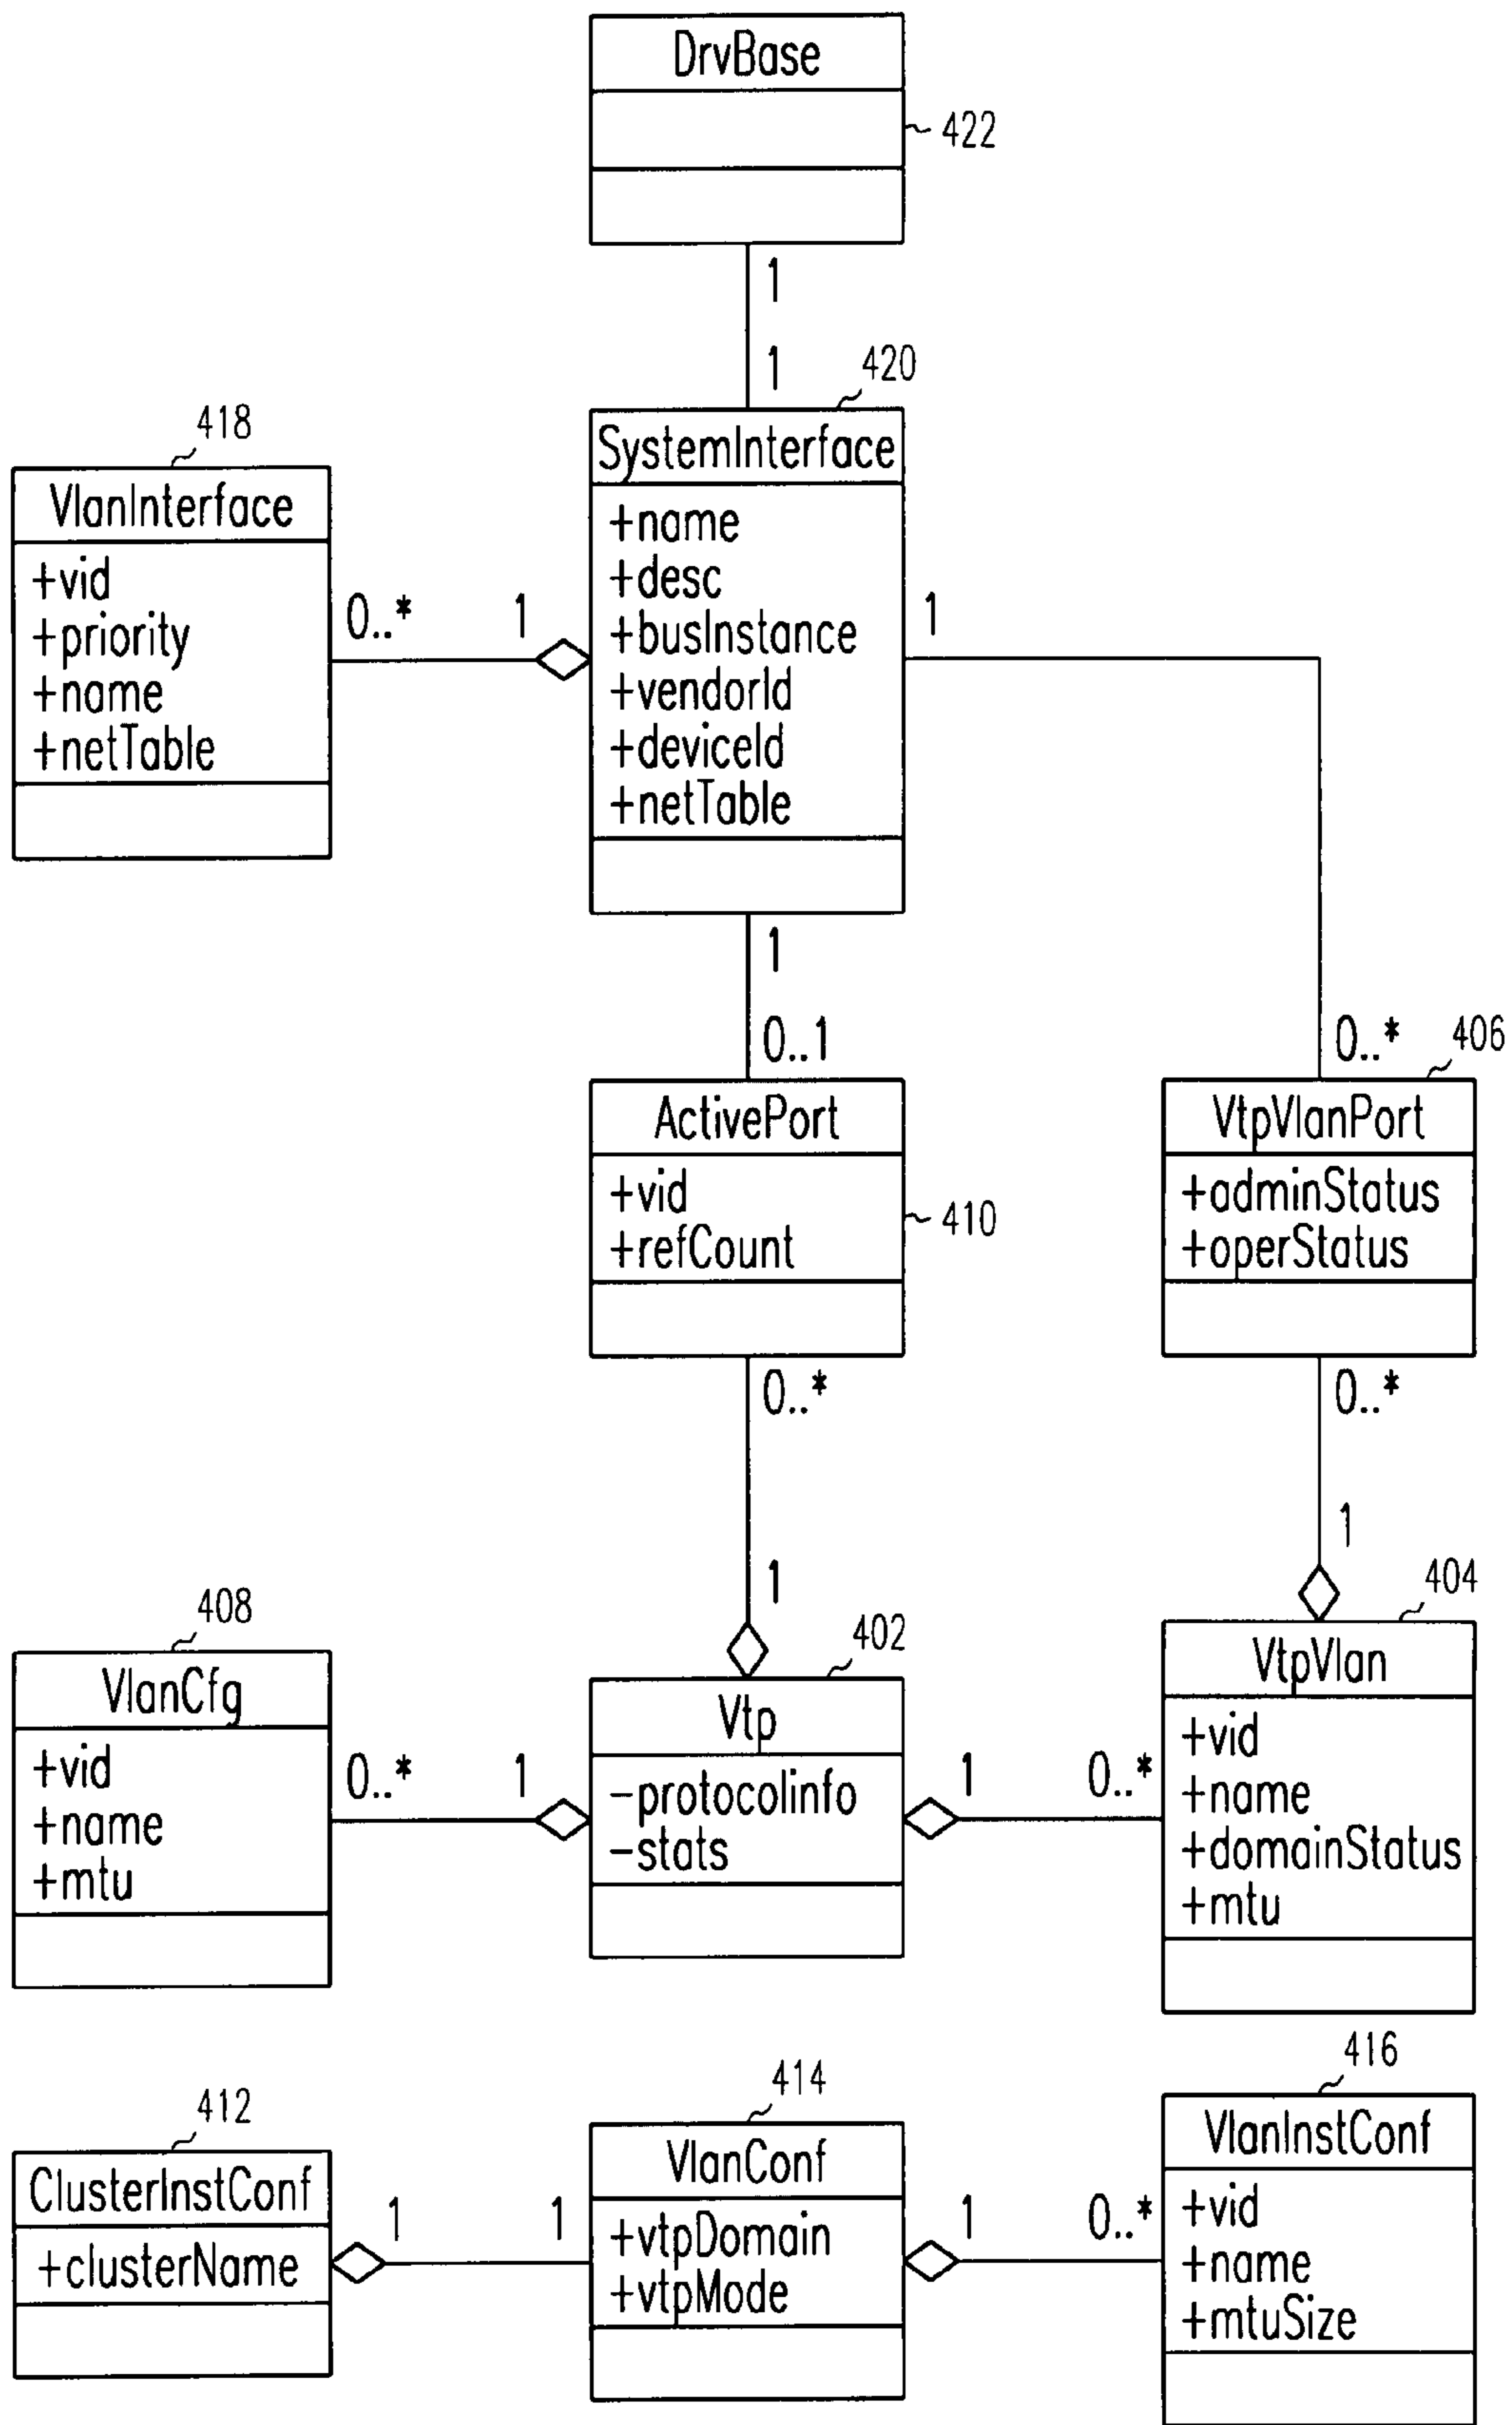 DrvBase
422
1
1
420
SystemInterface
+name
+desc
+busInstance
+vendorId
+deviceId
+netTable
418
VlanInterface
+vid
+priority
+name
+netTable
0..*
1
1
1
0..1
0..*
406
ActivePort
+vid
+refCount
410
VtpVlanPort
+adminStatus
+operStatus
0..*
0..*
1
1
408
VlanCfg
+vid
+name
+mtu
0..*
1
402
Vtp
-protocolinfo
-stats
1
0..*
404
VtpVlan
+vid
+name
+domainStatus
+mtu
412
ClusterInstConf
+clusterName
1
1
414
VlanConf
+vtpDomain
+vtpMode
1
0..*
416
VlanInstConf
+vid
+name
+mtuSize